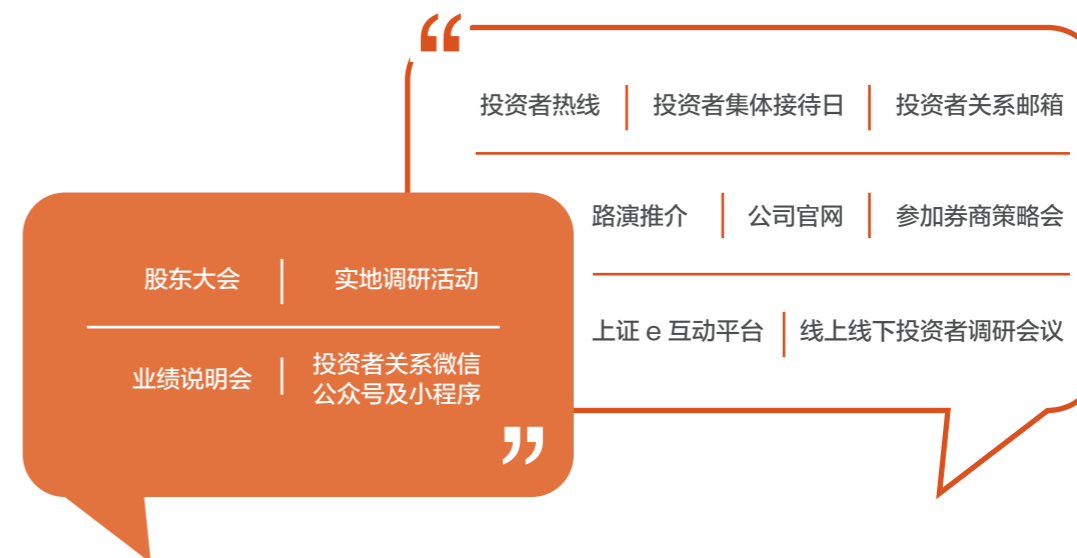 投资者热线
投资者集体接待日
投资者关系邮箱
路演推介
公司官网
参加券商策略会
上证 e 互动平台
线上线下投资者调研会议
股东大会
实地调研活动
业绩说明会
投资者关系微信
公众号及小程序